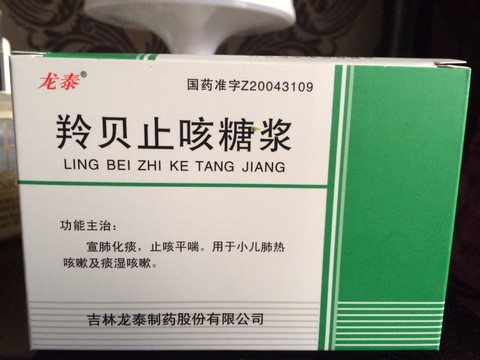 龙泰®
国药准字Z20043109
羚贝止咳糖浆
LING BEI ZHI KE TANG JIANG
功能主治:
宣肺化痰，止咳平喘。用于小儿肺热
咳嗽及痰湿咳嗽。
吉林龙泰制药股份有限公司